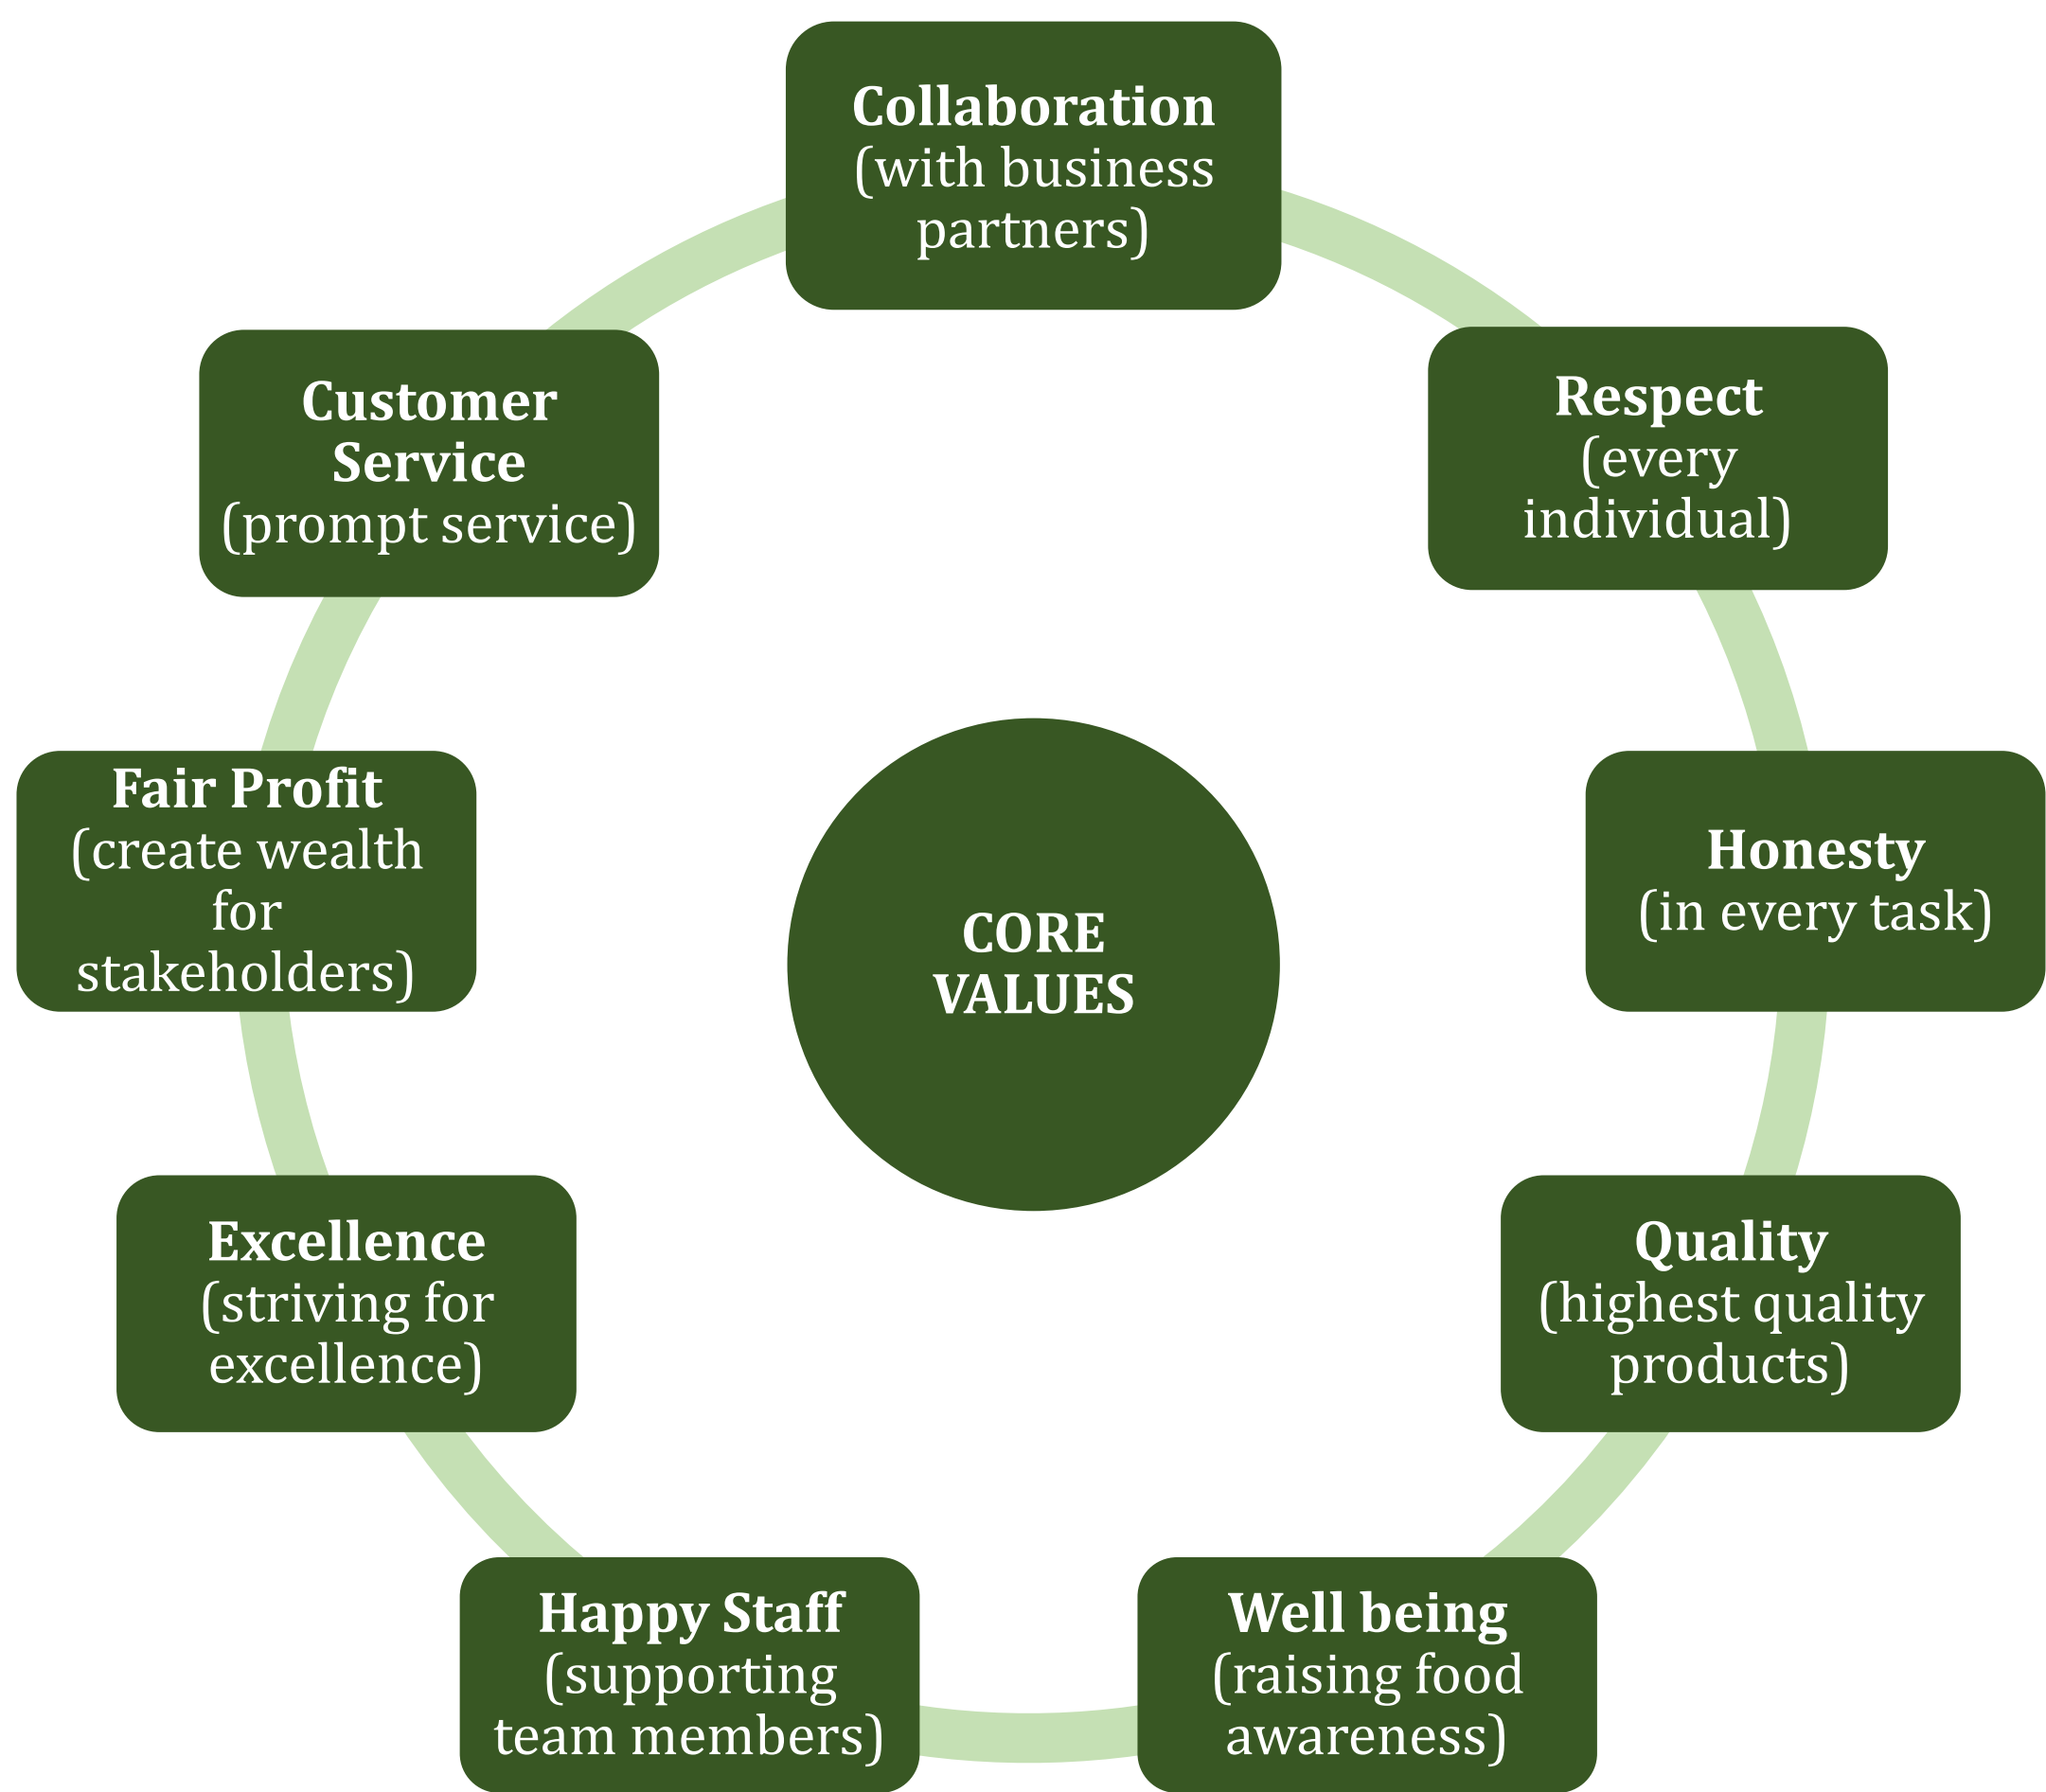 Collaboration
(with business
partners)
Respect
(every
individual)
Honesty
(in every task)
Quality
(highest quality
products)
Well being
(raising food
awareness)
Happy Staff
(supporting
team members)
Excellence
(striving for
excellence)
Fair Profit
(create wealth
for
stakeholders)
Customer
Service
(prompt service)
CORE
VALUES